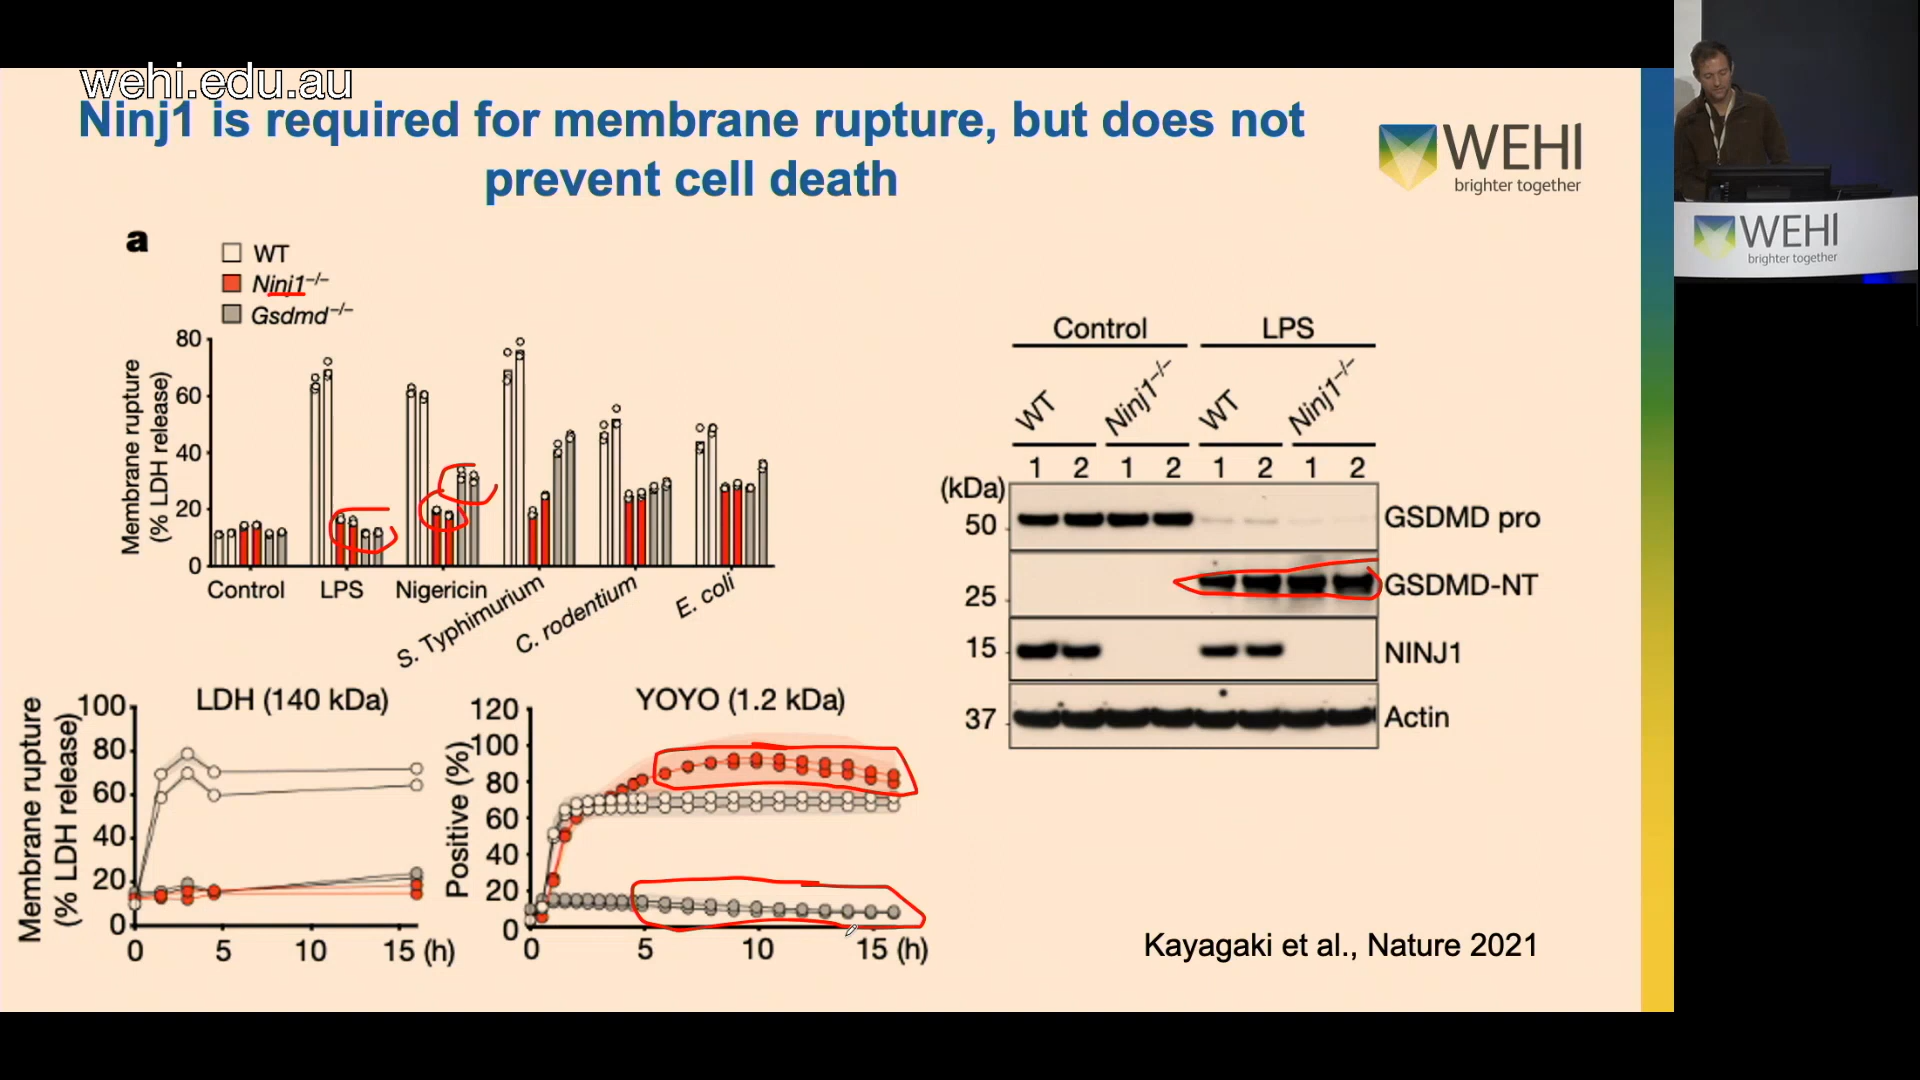 wehi.edu.au
Ninj1 is required for membrane rupture, but does not
prevent cell death
WEHI
brighter together
a
WT
Ninj1−/−
Gsdmd−/−
Membrane rupture
(% LDH release)
80
60
40
20
0
Control
LPS
Nigericin
S. Typhimurium
C. rodentium
E. coli
LDH (140 kDa)
Membrane rupture
(% LDH release)
100
80
60
40
20
0
0 5 10 15 (h)
YOYO (1.2 kDa)
Positive (%)
120
100
80
60
40
20
0
0 5 10 15 (h)
Control LPS
WT Ninj1−/− WT Ninj1−/−
1 2 1 2 1 2 1 2
(kDa)
50 GSDMD pro
25 GSDMD-NT
15 NINJ1
37 Actin
Kayagaki et al., Nature 2021
WEHI
brighter together